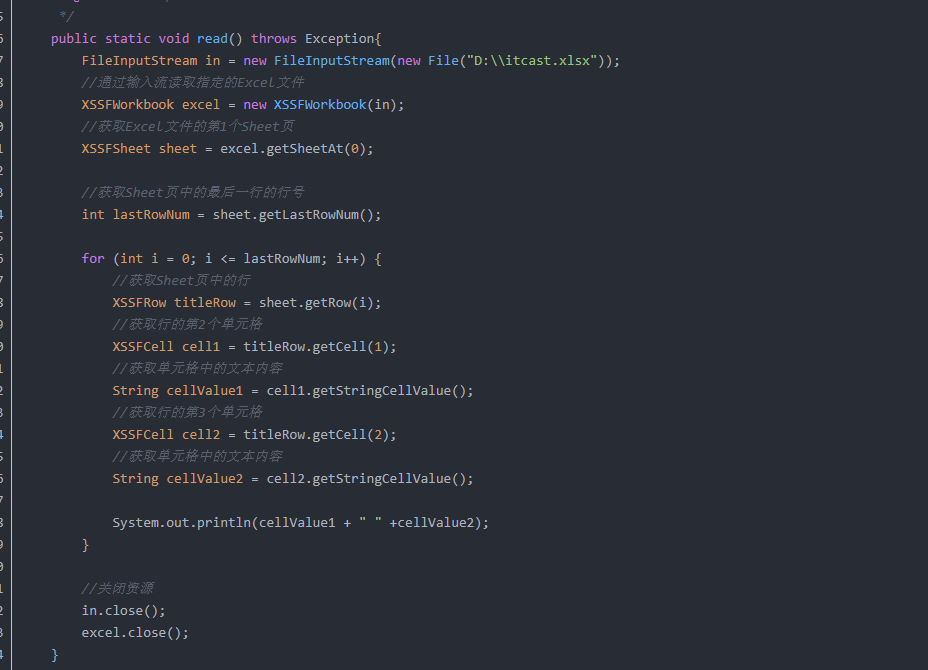 */
public static void read() throws Exception{
FileInputStream in = new FileInputStream(new File("D:\\itcast.xlsx"));
//通过输入流读取指定的Excel文件
XSSFWorkbook excel = new XSSFWorkbook(in);
//获取Excel文件的第1个Sheet页
XSSFSheet sheet = excel.getSheetAt(0);
//获取Sheet页中的最后一行的行号
int lastRowNum = sheet.getLastRowNum();
for (int i = 0; i <= lastRowNum; i++) {
//获取Sheet页中的行
XSSFRow titleRow = sheet.getRow(i);
//获取行的第2个单元格
XSSFCell cell1 = titleRow.getCell(1);
//获取单元格中的文本内容
String cellValue1 = cell1.getStringCellValue();
//获取行的第3个单元格
XSSFCell cell2 = titleRow.getCell(2);
//获取单元格中的文本内容
String cellValue2 = cell2.getStringCellValue();
System.out.println(cellValue1 + " " +cellValue2);
}
//关闭资源
in.close();
excel.close();
}